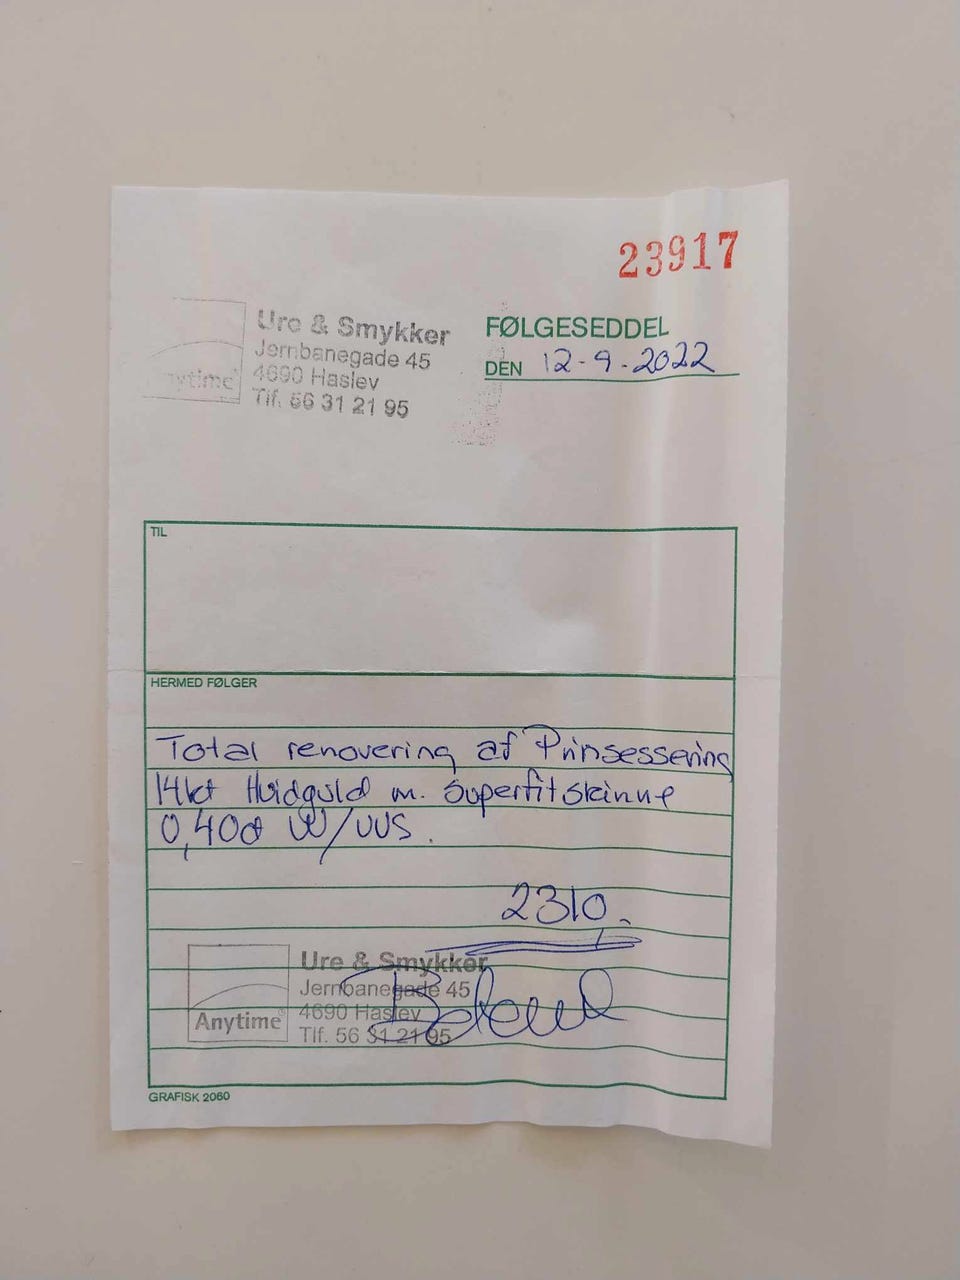 23917
Ure & Smykker
Jernbanegade 45
4690 Haslev
Tlf. 56 31 21 95
Anytime
FØLGESEDDEL
DEN 12-9-2022
TIL
HERMED FØLGER
Total renovering af Prinsessering
14kt Hvidguld m. Superfitskinne
0,40ct W/VVS.
2310.
Ure & Smykker
Jernbanegade 45
4690 Haslev
Tlf. 56 31 21 95
Anytime
GRAFISK 2060